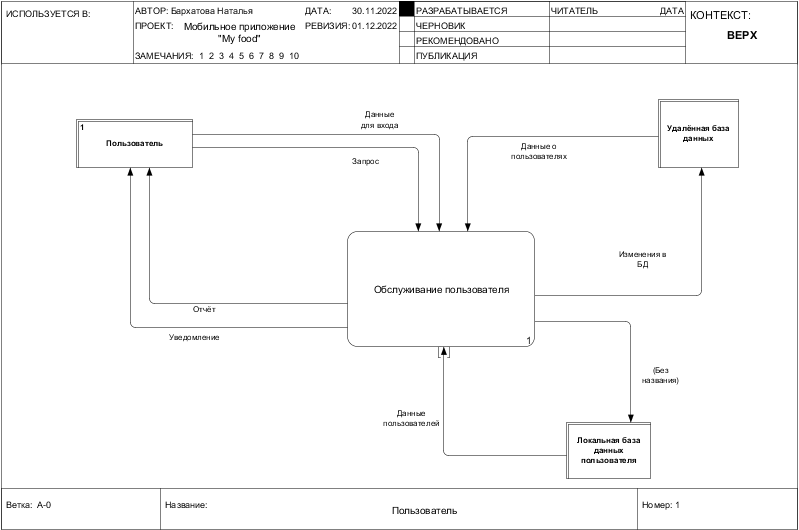 ИСПОЛЬЗУЕТСЯ В:
АВТОР: Бархатова Наталья
ДАТА: 30.11.2022
РАЗРАБАТЫВАЕТСЯ
ЧИТАТЕЛЬ
ДАТА
КОНТЕКСТ:
ПРОЕКТ: Мобильное приложение
"My food"
РЕВИЗИЯ: 01.12.2022
ЧЕРНОВИК
ВЕРХ
РЕКОМЕНДОВАНО
ЗАМЕЧАНИЯ: 1 2 3 4 5 6 7 8 9 10
ПУБЛИКАЦИЯ
1
Пользователь
Данные
для входа
Запрос
Данные о
пользователях
Удалённая база
данных
Изменения в
БД
Обслуживание пользователя
1
Отчёт
Уведомление
(Без
названия)
Данные
пользователей
Локальная база
данных
пользователя
Ветка: A-0
Название:
Пользователь
Номер: 1